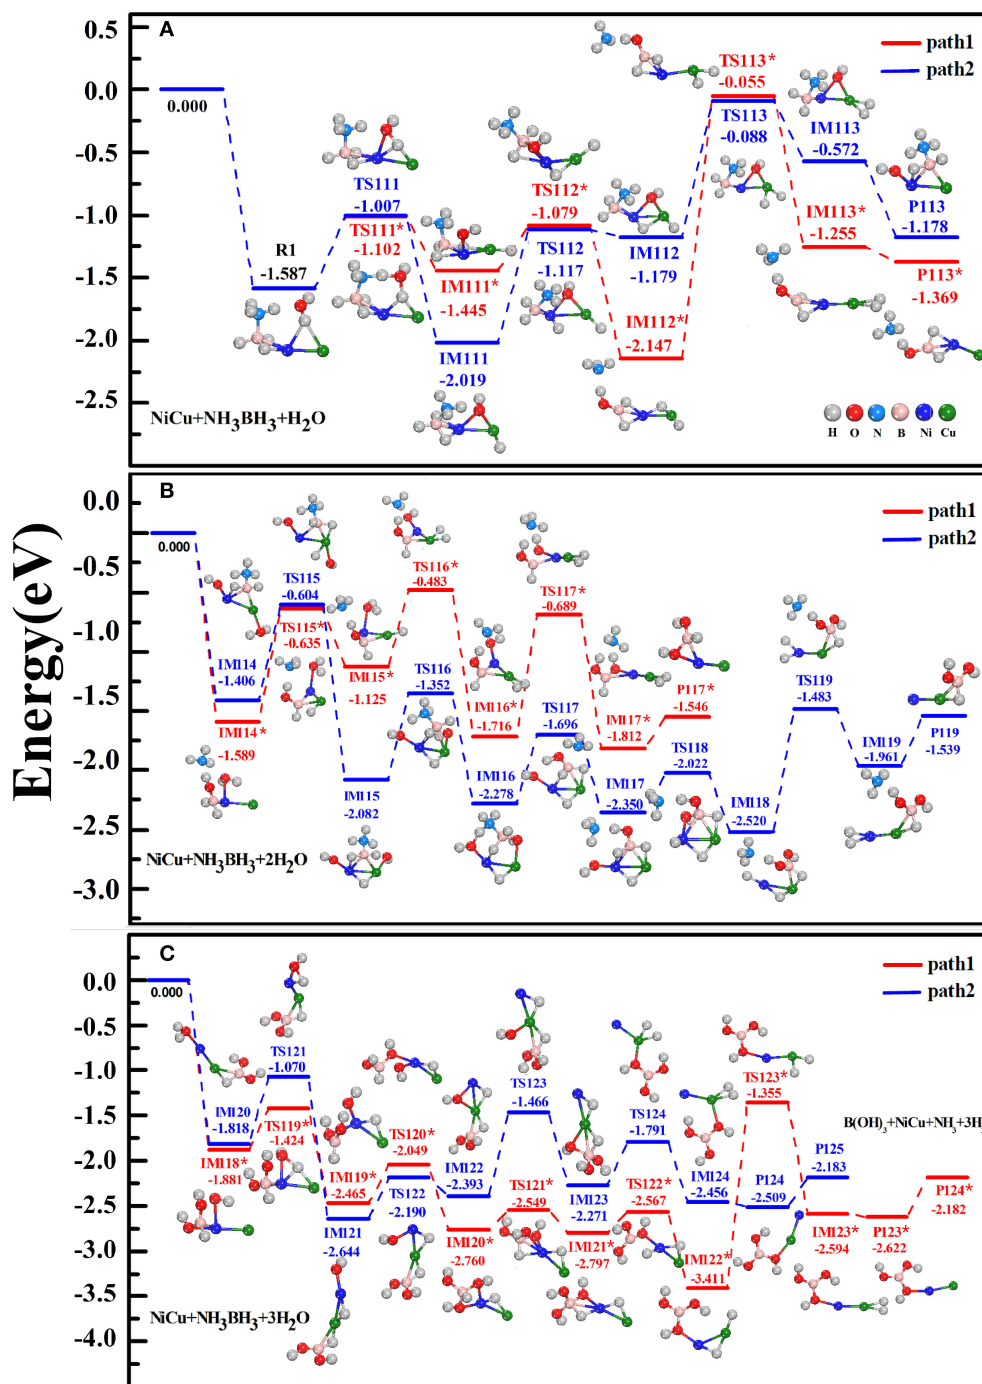 Energy(eV)
A
path1
path2
0.5
0.0
-0.5
-1.0
-1.5
-2.0
-2.5
0.000
R1
-1.587
TS111
-1.007
TS111*
-1.102
IM111*
-1.445
IM111
-2.019
TS112*
-1.079
TS112
-1.117
IM112
-1.179
IM112*
-2.147
TS113*
-0.055
TS113
-0.088
IM113
-0.572
IM113*
-1.255
P113
-1.178
P113*
-1.369
NiCu+NH3BH3+H2O
H O N B Ni Cu
B
path1
path2
0.0
-0.5
-1.0
-1.5
-2.0
-2.5
-3.0
0.000
IM114
-1.406
IM114*
-1.589
TS115
-0.604
TS115*
-0.635
IM115*
-1.125
IM115
-2.082
TS116*
-0.483
TS116
-1.352
IM116*
-1.716
IM116
-2.278
TS117*
-0.689
TS117
-1.696
IM117*
-1.812
IM117
-2.350
P117*
-1.546
TS118
-2.022
IM118
-2.520
TS119
-1.483
IM119
-1.961
P119
-1.539
NiCu+NH3BH3+2H2O
C
path1
path2
0.0
-0.5
-1.0
-1.5
-2.0
-2.5
-3.0
-3.5
-4.0
0.000
IM120
-1.818
IM118*
-1.881
TS121
-1.070
TS119*
-1.424
IM119*
-2.465
IM121
-2.644
TS120*
-2.049
TS122
-2.190
IM122
-2.393
IM120*
-2.760
TS123
-1.466
TS121*
-2.549
IM123
-2.271
IM121*
-2.797
TS124
-1.791
TS122*
-2.567
IM124
-2.456
IM122*
-3.411
TS123*
-1.355
P124
-2.509
P125
-2.183
IM123*
-2.594
P123*
-2.622
P124*
-2.182
B(OH)3+NiCu+NH3+3H
NiCu+NH3BH3+3H2O